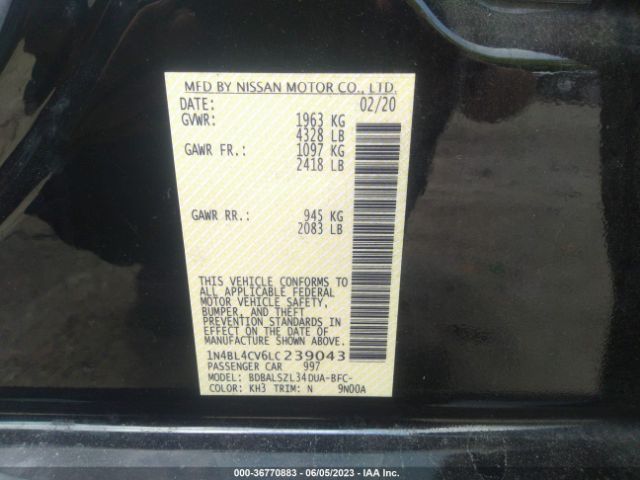 MFD BY NISSAN MOTOR CO., LTD.
DATE: 02/20
GVWR: 1963 KG
4328 LB
GAWR FR.: 1097 KG
2418 LB
GAWR RR.: 945 KG
2083 LB
THIS VEHICLE CONFORMS TO
ALL APPLICABLE FEDERAL
MOTOR VEHICLE SAFETY,
BUMPER, AND THEFT
PREVENTION STANDARDS IN
EFFECT ON THE DATE OF
MANUFACTURE SHOWN ABOVE.
1N4BL4CV6LC239043
PASSENGER CAR 997
MODEL: BDBALSZL34DUA-BFC-
COLOR: KH3 TRIM: N 9N00A
000-36770883 - 06/05/2023 - IAA Inc.